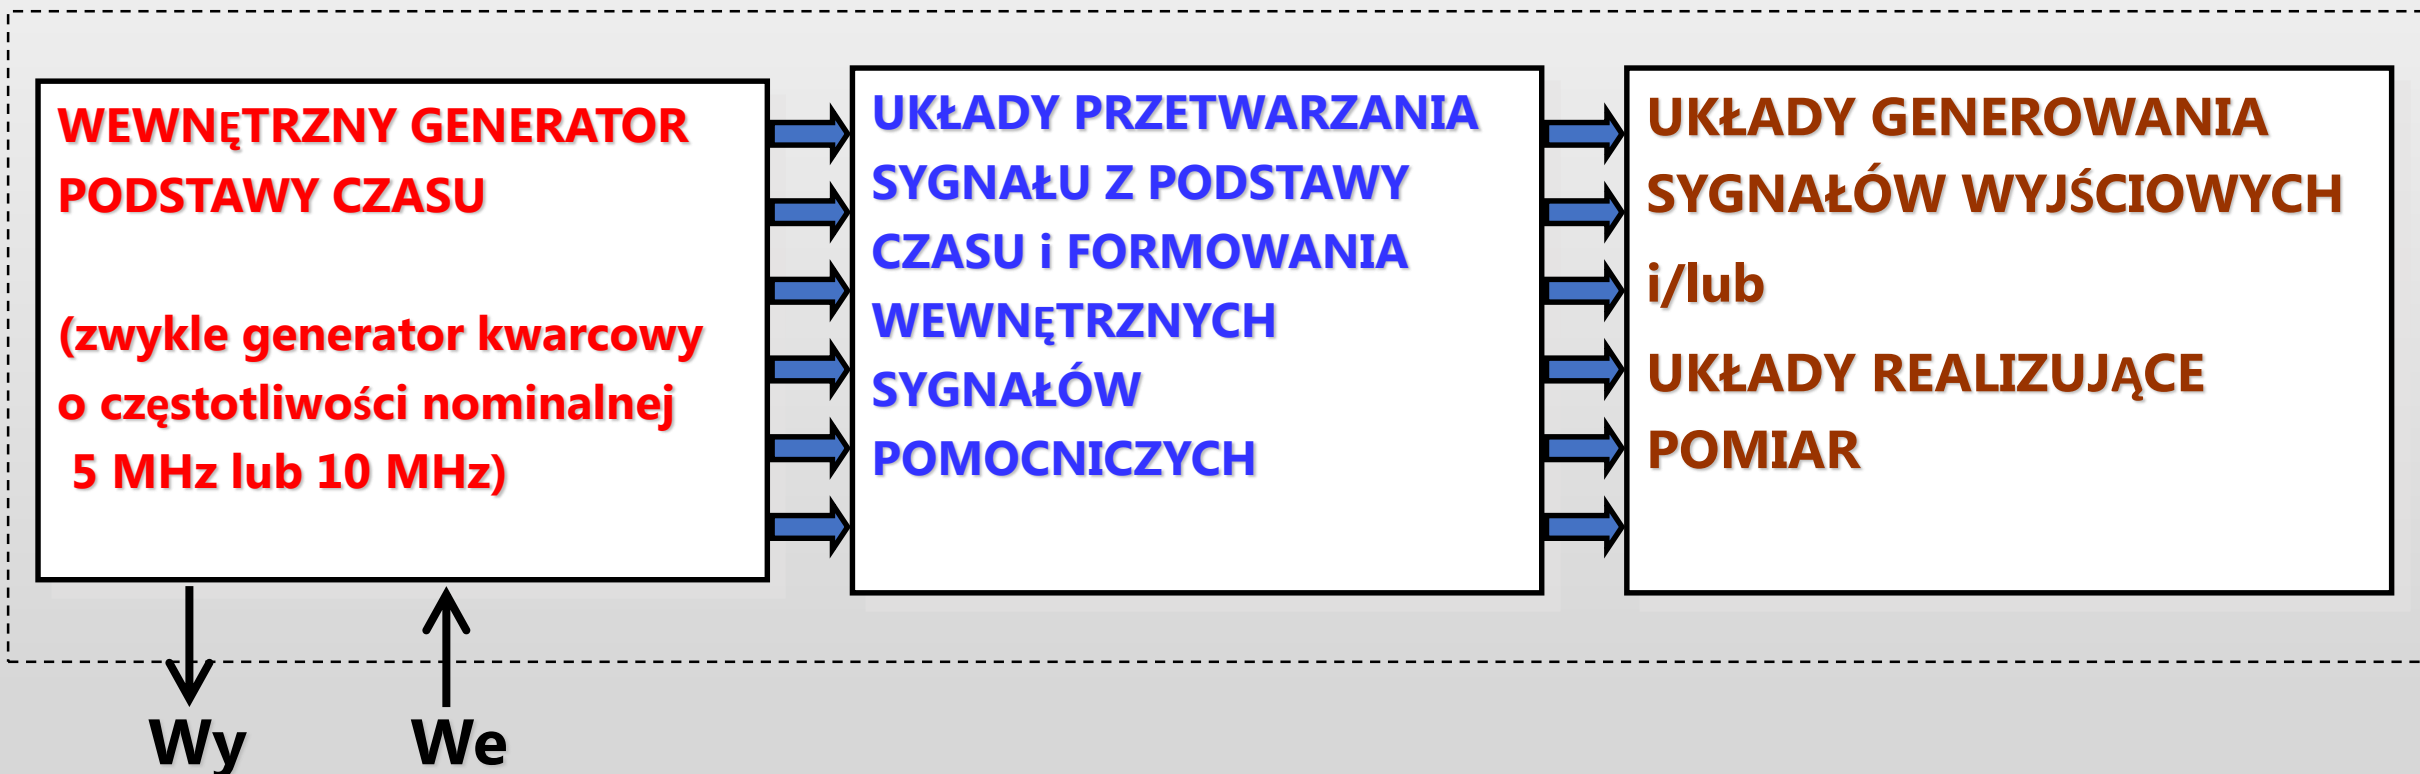 WEWNĘTRZNY GENERATOR
PODSTAWY CZASU
(zwykle generator kwarcowy
o częstotliwości nominalnej
5 MHz lub 10 MHz)
UKŁADY PRZETWARZANIA
SYGNAŁU Z PODSTAWY
CZASU i FORMOWANIA
WEWNĘTRZNYCH
SYGNAŁÓW
POMOCNICZYCH
UKŁADY GENEROWANIA
SYGNAŁÓW WYJŚCIOWYCH
i/lub
UKŁADY REALIZUJĄCE
POMIAR
Wy
We